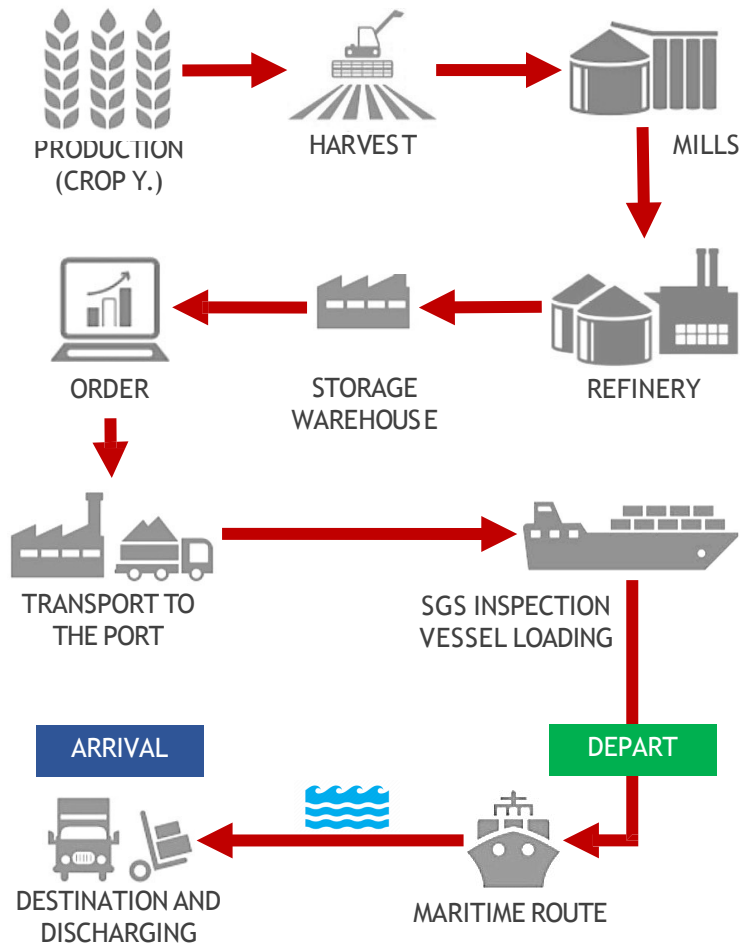 PRODUCTION
(CROP Y.)
HARVEST
MILLS
ORDER
STORAGE
WAREHOUSE
REFINERY
TRANSPORT TO
THE PORT
SGS INSPECTION
VESSEL LOADING
ARRIVAL
DEPART
DESTINATION AND
DISCHARGING
MARITIME ROUTE